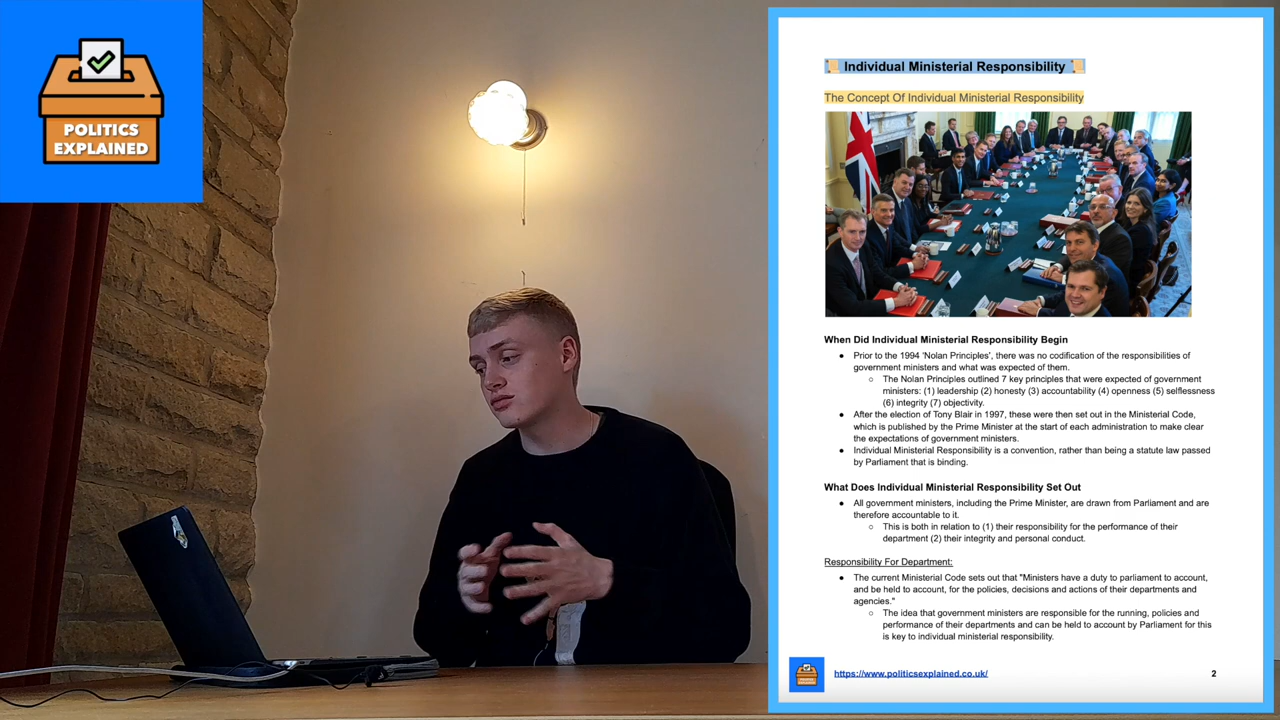 POLITICS
EXPLAINED
Individual Ministerial Responsibility
The Concept Of Individual Ministerial Responsibility
When Did Individual Ministerial Responsibility Begin
● Prior to the 1994 'Nolan Principles', there was no codification of the responsibilities of
government ministers and what was expected of them.
○ The Nolan Principles outlined 7 key principles that were expected of government
ministers: (1) leadership (2) honesty (3) accountability (4) openness (5) selflessness
(6) integrity (7) objectivity.
● After the election of Tony Blair in 1997, these were then set out in the Ministerial Code,
which is published by the Prime Minister at the start of each administration to make clear
the expectations of government ministers.
● Individual Ministerial Responsibility is a convention, rather than being a statute law passed
by Parliament that is binding.
What Does Individual Ministerial Responsibility Set Out
● All government ministers, including the Prime Minister, are drawn from Parliament and are
therefore accountable to it.
○ This is both in relation to (1) their responsibility for the performance of their
department (2) their integrity and personal conduct.
Responsibility For Department:
● The current Ministerial Code sets out that "Ministers have a duty to parliament to account,
and be held to account, for the policies, decisions and actions of their departments and
agencies."
○ The idea that government ministers are responsible for the running, policies and
performance of their departments and can be held to account by Parliament for this
is key to individual ministerial responsibility.
https://www.politicsexplained.co.uk/
2